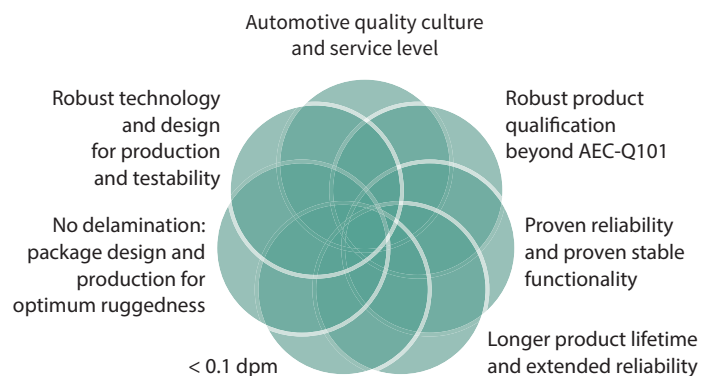 Automotive quality culture
and service level
Robust technology
and design
for production
and testability
Robust product
qualification
beyond AEC-Q101
No delamination:
package design and
production for
optimum ruggedness
Proven reliability
and proven stable
functionality
< 0.1 dpm
Longer product lifetime
and extended reliability